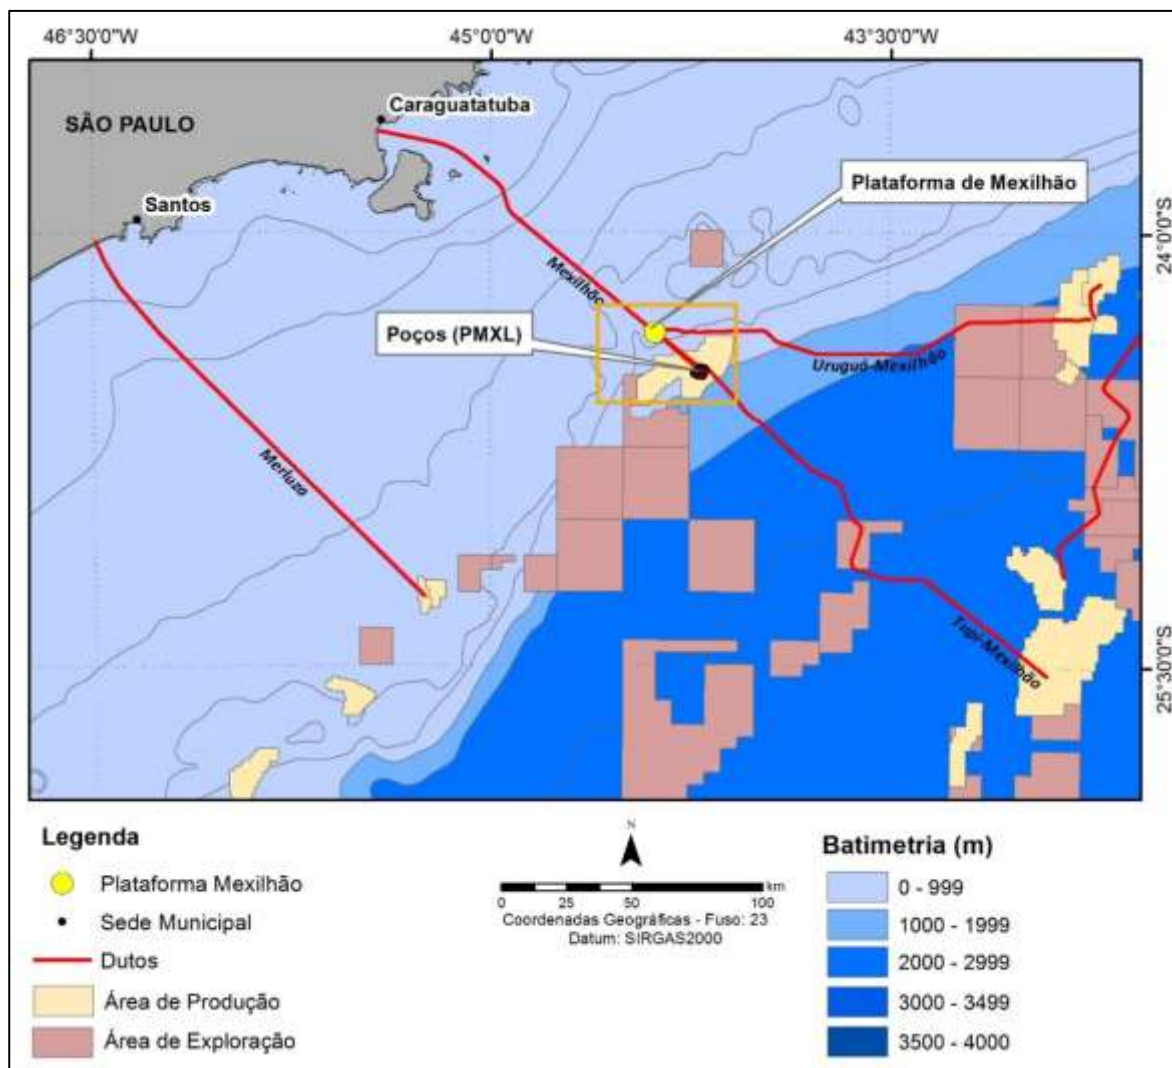 46°30'0"W
45°0'0"W
43°30'0"W
Caraguatatuba
SÃO PAULO
Plataforma de Mexilhão
Santos
24°0'0"S
Mexilhão
Poços (PMXL)
Uruguá-Mexilhão
Merluza
Tupi-Mexilhão
25°30'0"S
Legenda
Plataforma Mexilhão
Sede Municipal
Dutos
Área de Produção
Área de Exploração
N
km
0 25 50 100
Coordenadas Geográficas - Fuso: 23
Datum: SIRGAS2000
Batimetria (m)
0 - 999
1000 - 1999
2000 - 2999
3000 - 3499
3500 - 4000